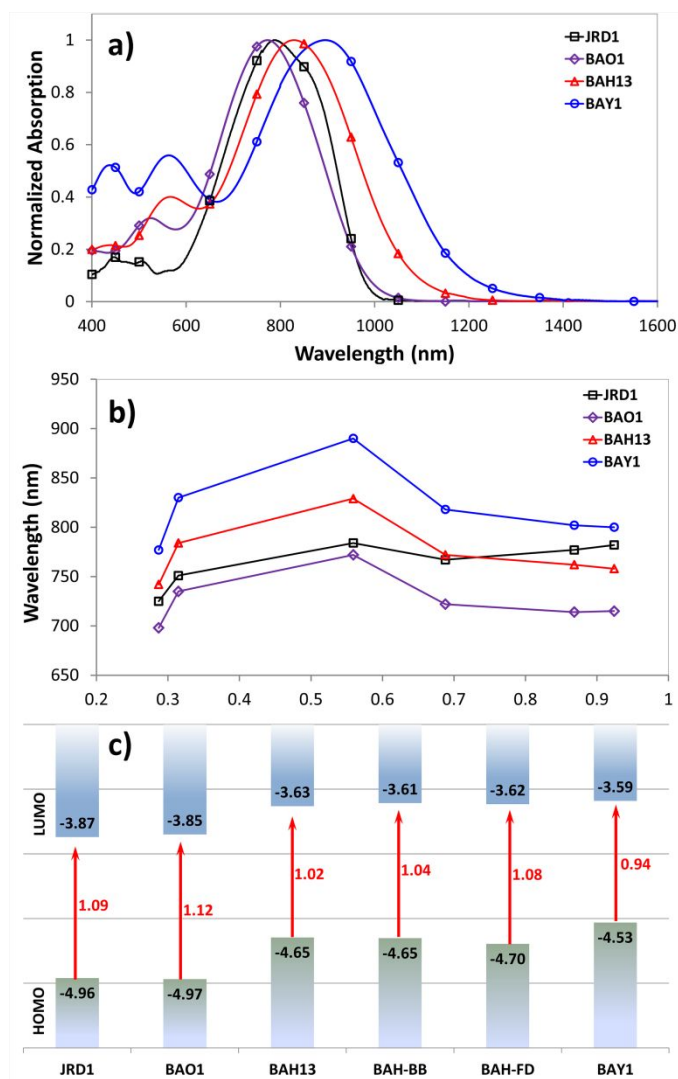 a)
JRD1
BAO1
BAH13
BAY1
Normalized Absorption
1
0.8
0.6
0.4
0.2
0
400 600 800 1000 1200 1400 1600
Wavelength (nm)
b)
JRD1
BAO1
BAH13
BAY1
Wavelength (nm)
950
900
850
800
750
700
650
0.2 0.3 0.4 0.5 0.6 0.7 0.8 0.9 1
c)
LUMO
-3.87 -3.85 -3.63 -3.61 -3.62 -3.59
1.09 1.12 1.02 1.04 1.08 0.94
HOMO
-4.96 -4.97 -4.65 -4.65 -4.70 -4.53
JRD1 BAO1 BAH13 BAH-BB BAH-FD BAY1